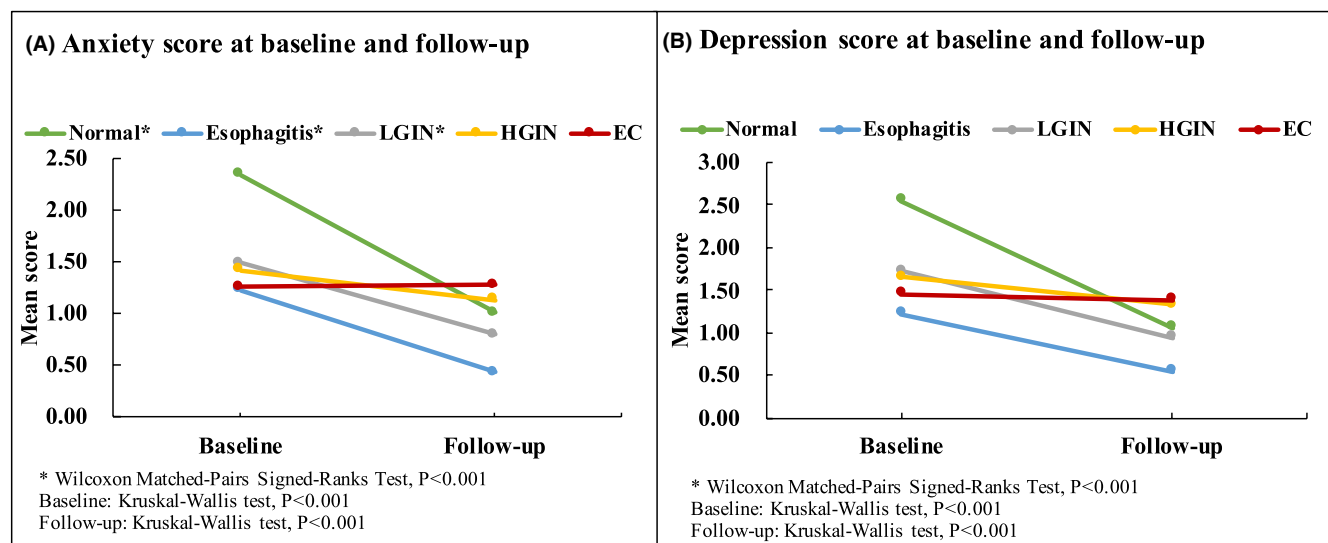 (A) Anxiety score at baseline and follow-up
Normal* Esophagitis* LGIN* HGIN EC
2.50
2.00
1.50
1.00
0.50
0.00
Mean score
Baseline Follow-up
* Wilcoxon Matched-Pairs Signed-Ranks Test, P<0.001
Baseline: Kruskal-Wallis test, P<0.001
Follow-up: Kruskal-Wallis test, P<0.001
(B) Depression score at baseline and follow-up
Normal Esophagitis LGIN HGIN EC
3.00
2.50
2.00
1.50
1.00
0.50
0.00
Mean score
Baseline Follow-up
* Wilcoxon Matched-Pairs Signed-Ranks Test, P<0.001
Baseline: Kruskal-Wallis test, P<0.001
Follow-up: Kruskal-Wallis test, P<0.001